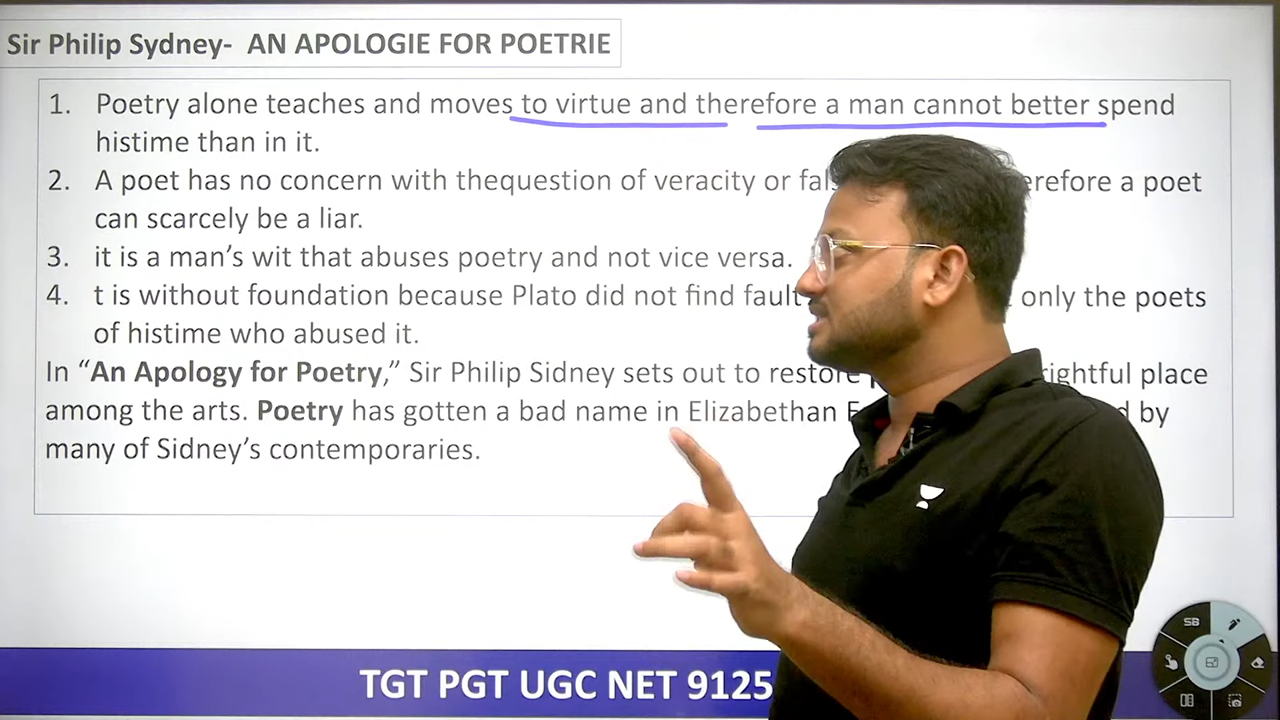 Sir Philip Sydney- AN APOLOGIE FOR POETRIE
1. Poetry alone teaches and moves to virtue and therefore a man cannot better spend
histime than in it.
2. A poet has no concern with thequestion of veracity or a poet
can scarcely be a liar.
3. it is a man's wit that abuses poetry and not vice versa.
4. t is without foundation because Plato did not find fault only the poets
of histime who abused it.
In “An Apology for Poetry,” Sir Philip Sidney sets out to restore rightful place
among the arts. Poetry has gotten a bad name in Elizabethan by
many of Sidney's contemporaries.
TGT PGT UGC NET 9125
SB